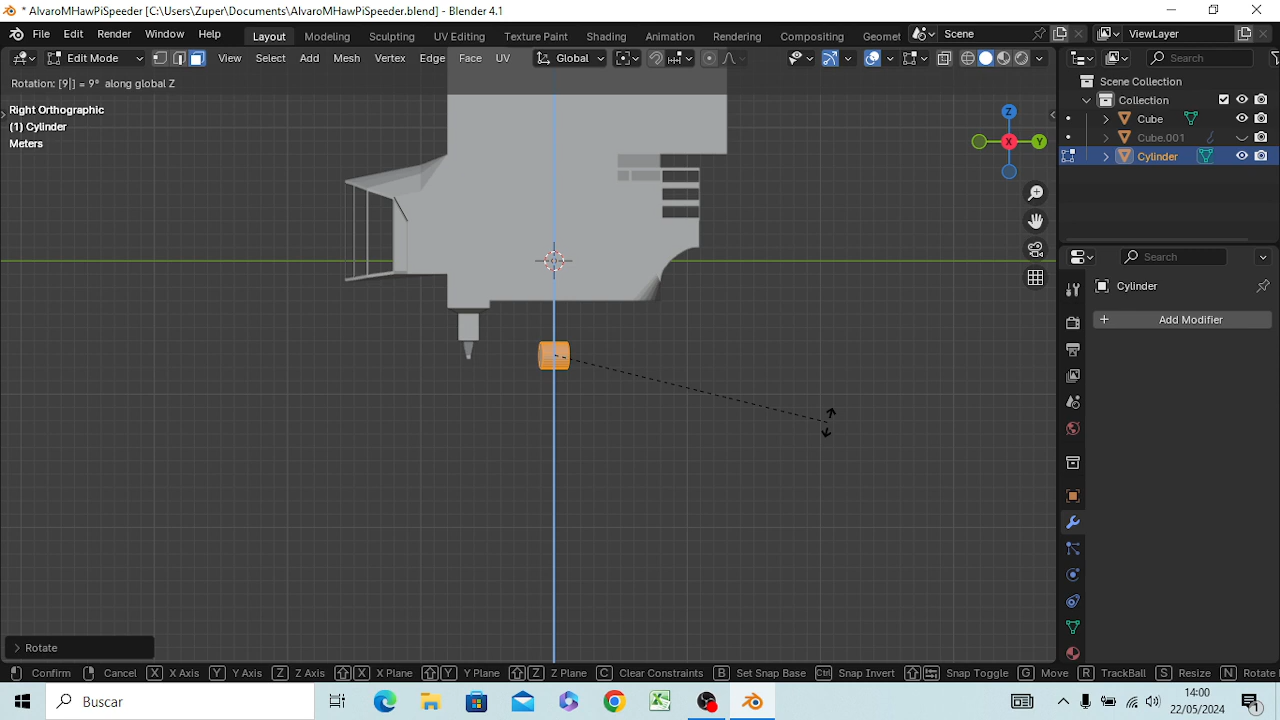 * AlvaroMHawPiSpeeder [C:\Users\Zuper\Documents\AlvaroMHawPiSpeeder.blend] - Blender 4.1
File Edit Render Window Help Layout Modeling Sculpting UV Editing Texture Paint Shading Animation Rendering Compositing Geomet Scene ViewLayer
Edit Mode View Select Add Mesh Vertex Edge Face UV Global Search
Rotation: [9|] = 9° along global Z
Scene Collection
Collection
Cube
Cube.001
Cylinder
Right Orthographic
(1) Cylinder
Meters
Z
Y
X
Search
Cylinder
Add Modifier
Rotate
Confirm Cancel X X Axis Y Y Axis Z Z Axis X X Plane Y Y Plane Z Z Plane C Clear Constraints B Set Snap Base Ctrl Snap Invert Snap Toggle G Move R TrackBall S Resize N Rotate
Buscar
14:00
22/05/2024
1